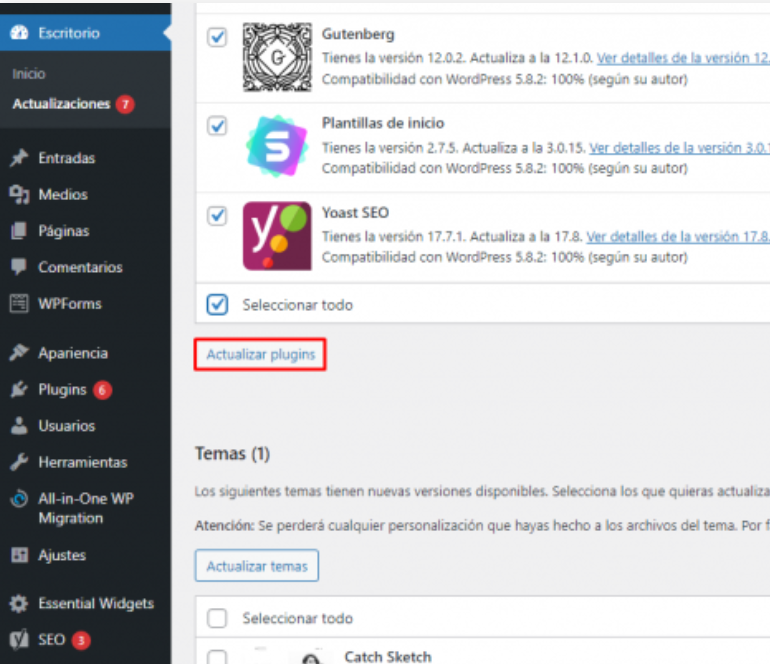 Escritorio
Inicio
Actualizaciones 7
Entradas
Medios
Páginas
Comentarios
WPForms
Apariencia
Plugins 6
Usuarios
Herramientas
All-in-One WP
Migration
Ajustes
Essential Widgets
SEO 3
Gutenberg
Tienes la versión 12.0.2. Actualiza a la 12.1.0. Ver detalles de la versión 12.
Compatibilidad con WordPress 5.8.2: 100% (según su autor)
Plantillas de inicio
Tienes la versión 2.7.5. Actualiza a la 3.0.15. Ver detalles de la versión 3.0.1
Compatibilidad con WordPress 5.8.2: 100% (según su autor)
Yoast SEO
Tienes la versión 17.7.1. Actualiza a la 17.8. Ver detalles de la versión 17.8.
Compatibilidad con WordPress 5.8.2: 100% (según su autor)
Seleccionar todo
Actualizar plugins
Temas (1)
Los siguientes temas tienen nuevas versiones disponibles. Selecciona los que quieras actualiza
Atención: Se perderá cualquier personalización que hayas hecho a los archivos del tema. Por f
Actualizar temas
Seleccionar todo
Catch Sketch